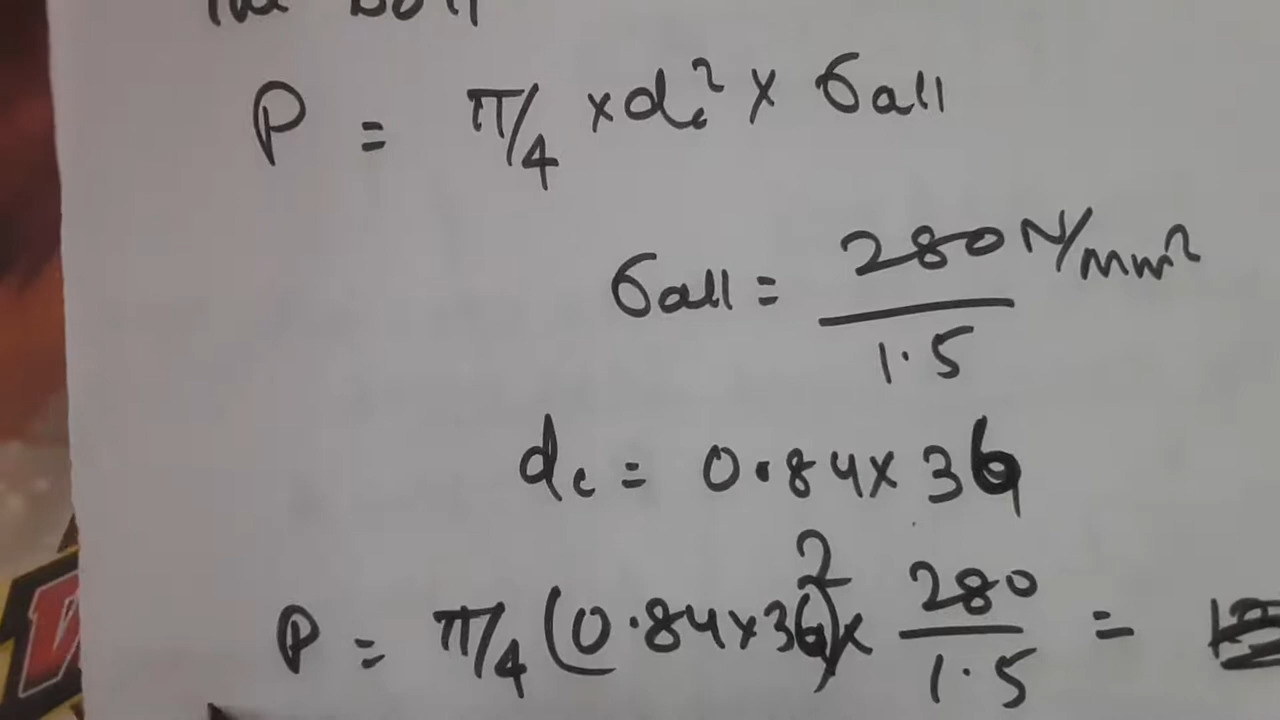 P = π/4 × dc² × σall
σall = 280 N/mm² / 1.5
dc = 0.84 × 36
P = π/4 (0.84 × 36)² × 280 / 1.5 =